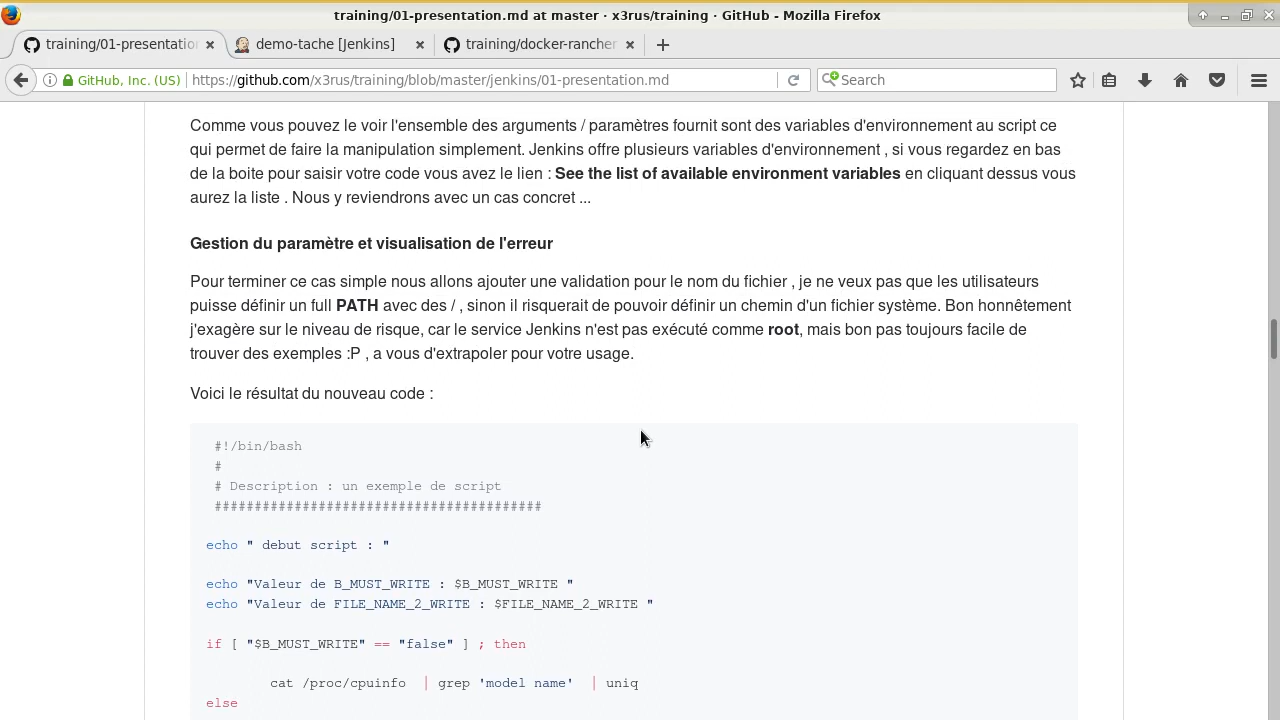 training/01-presentation.md at master · x3rus/training · GitHub - Mozilla Firefox
training/01-presentatio
demo-tache [Jenkins]
training/docker-rancher
GitHub, Inc. (US)
https://github.com/x3rus/training/blob/master/jenkins/01-presentation.md
Search
Comme vous pouvez le voir l'ensemble des arguments / paramètres fournit sont des variables d'environnement au script ce
qui permet de faire la manipulation simplement. Jenkins offre plusieurs variables d'environnement , si vous regardez en bas
de la boite pour saisir votre code vous avez le lien : See the list of available environment variables en cliquant dessus vous
aurez la liste . Nous y reviendrons avec un cas concret ...
Gestion du paramètre et visualisation de l'erreur
Pour terminer ce cas simple nous allons ajouter une validation pour le nom du fichier , je ne veux pas que les utilisateurs
puisse définir un full PATH avec des / , sinon il risquerait de pouvoir définir un chemin d'un fichier système. Bon honnêtement
j'exagère sur le niveau de risque, car le service Jenkins n'est pas exécuté comme root, mais bon pas toujours facile de
trouver des exemples :P , a vous d'extrapoler pour votre usage.
Voici le résultat du nouveau code :
#!/bin/bash
#
# Description : un exemple de script
#########################################
echo " debut script : "
echo "Valeur de B_MUST_WRITE : $B_MUST_WRITE "
echo "Valeur de FILE_NAME_2_WRITE : $FILE_NAME_2_WRITE "
if [ "$B_MUST_WRITE" == "false" ] ; then
cat /proc/cpuinfo | grep 'model name' | uniq
else